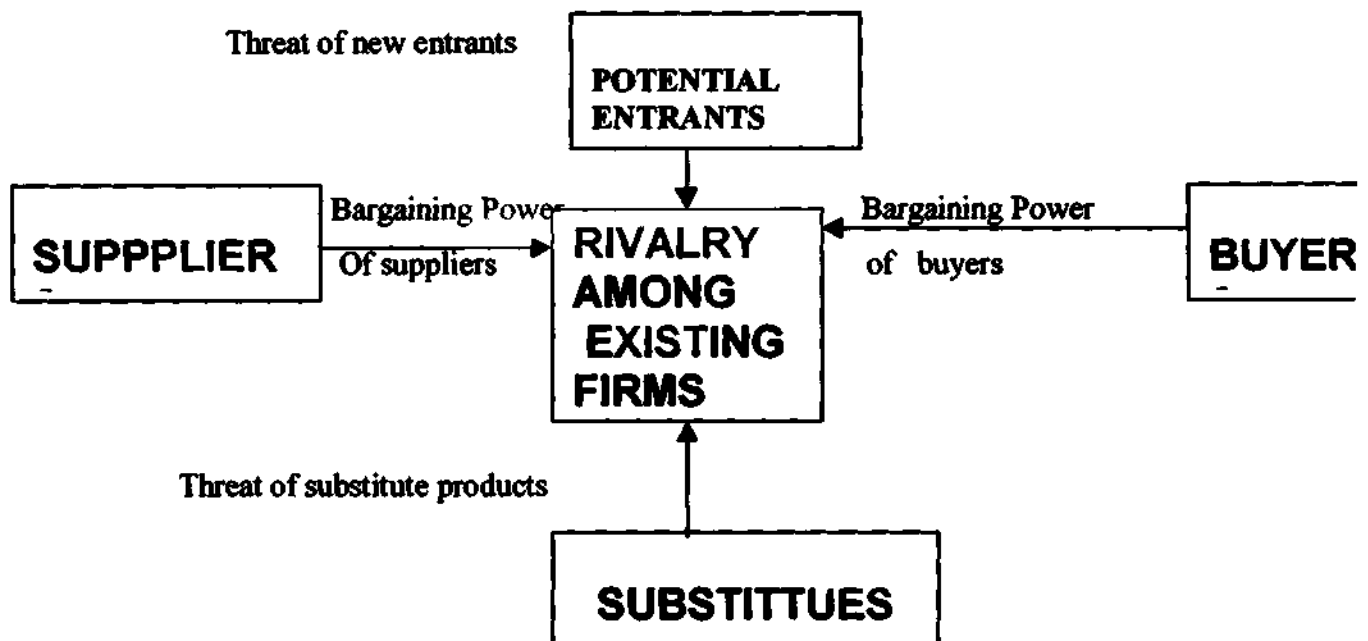 Threat of new entrants
POTENTIAL
ENTRANTS
SUPPPLIER
Bargaining Power
Of suppliers
RIVALRY
AMONG
EXISTING
FIRMS
Bargaining Power
of buyers
BUYER
Threat of substitute products
SUBSTITTUES